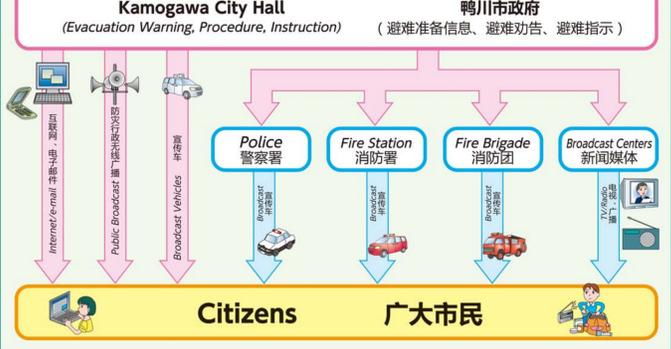 Kamogawa City Hall
(Evacuation Warning, Procedure, Instruction)
鸭川市政府
（避难准备信息、避难劝告、避难指示）
互联网、电子邮件
Internet/e-mail
防灾行政无线广播
Public Broadcast
宣传车
Broadcast Vehicles
Police
警察署
Fire Station
消防署
Fire Brigade
消防团
Broadcast Centers
新闻媒体
Broadcast
宣传车
Broadcast
宣传车
Broadcast
宣传车
TV/Radio
电视、广播
Citizens
广大市民